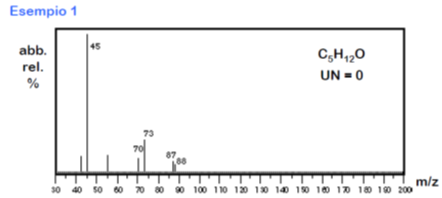 Esempio 1
abb.
rel.
%
C₅H₁₂O
UN = 0
45
73
70
87
88
30 40 50 60 70 80 90 100 110 120 130 140 150 160 170 180 190 200 m/z